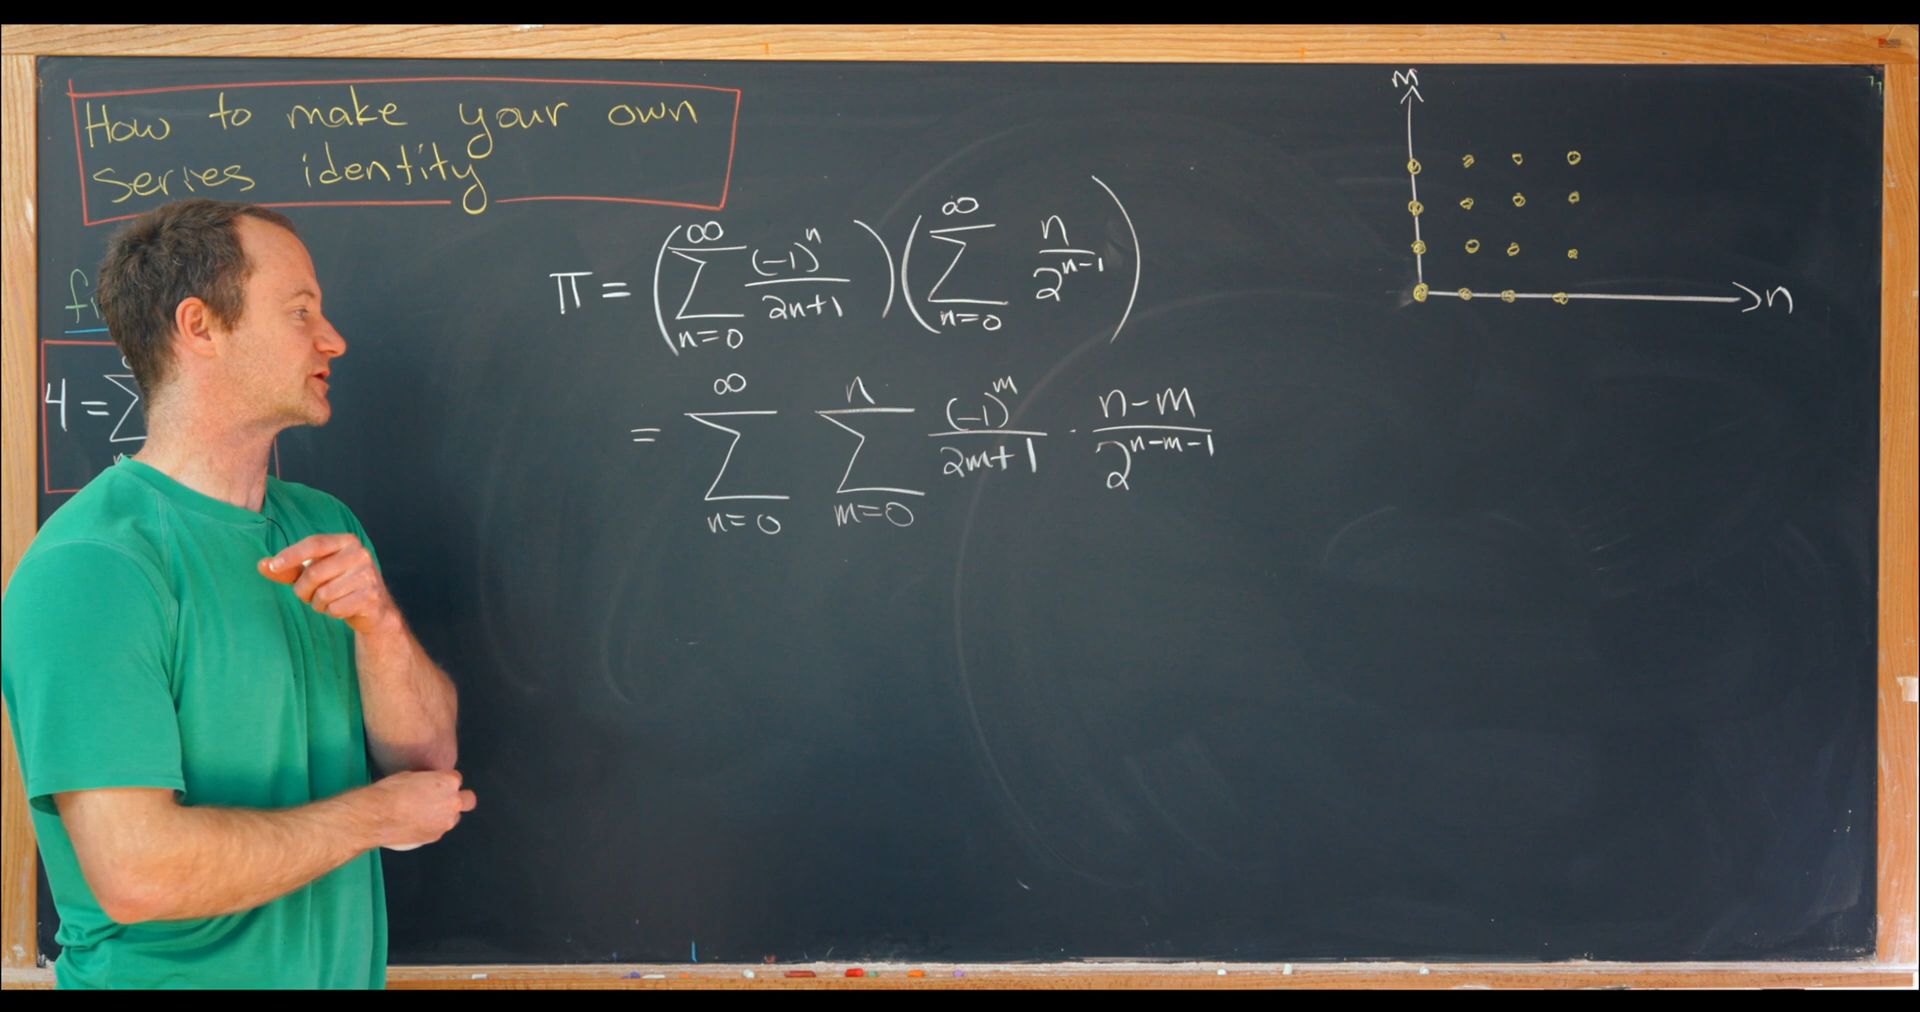 How to make your own
series identity
π = (∑_{n=0}^{∞} (-1)^n / (2n+1)) (∑_{n=0}^{∞} n / 2^{n-1})
= ∑_{n=0}^{∞} ∑_{m=0}^{n} (-1)^m / (2m+1) · (n-m) / 2^{n-m-1}
4 = ∑
m
n